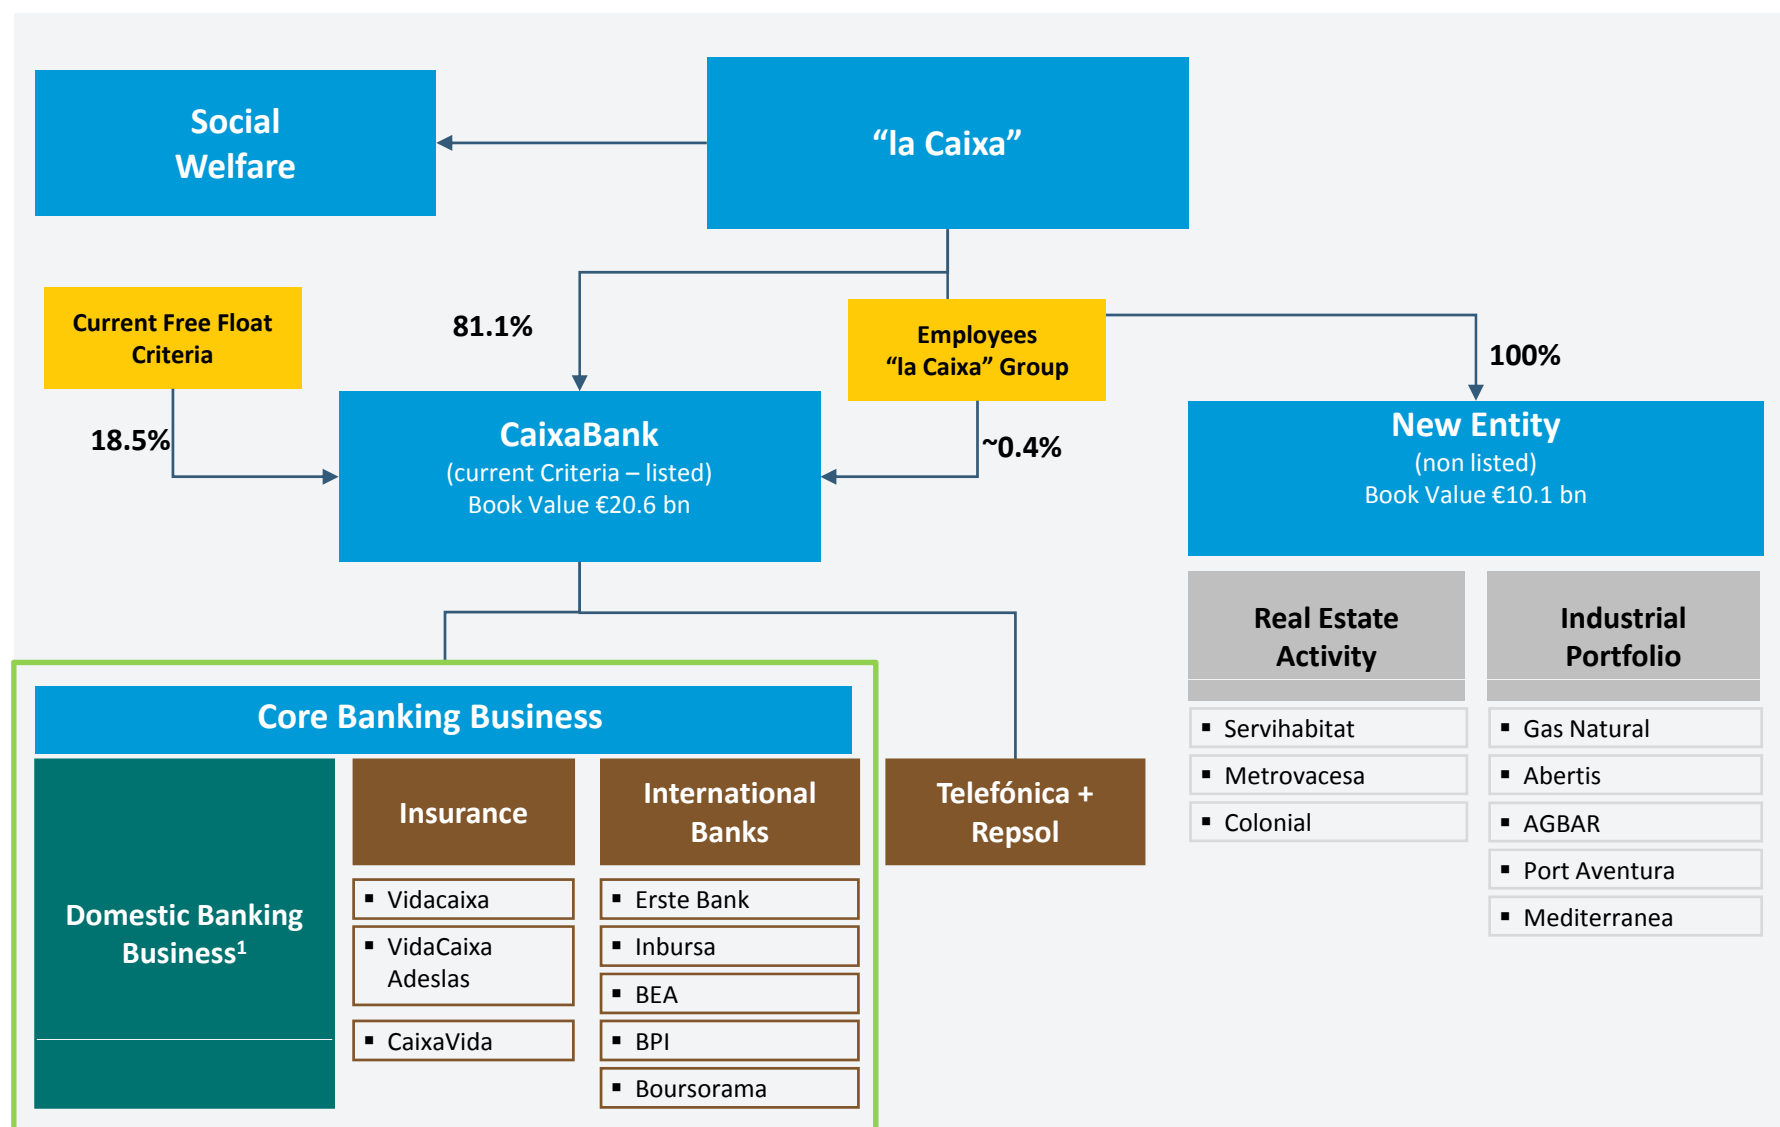 Social
Welfare
“la Caixa”
Current Free Float
Criteria
81.1%
Employees
“la Caixa” Group
100%
18.5%
CaixaBank
(current Criteria – listed)
Book Value €20.6 bn
~0.4%
New Entity
(non listed)
Book Value €10.1 bn
Real Estate
Activity
Industrial
Portfolio
▪ Servihabitat
▪ Metrovacesa
▪ Colonial
▪ Gas Natural
▪ Abertis
▪ AGBAR
▪ Port Aventura
▪ Mediterranea
Core Banking Business
Domestic Banking
Business¹
Insurance
▪ Vidacaixa
▪ VidaCaixa
Adeslas
▪ CaixaVida
International
Banks
▪ Erste Bank
▪ Inbursa
▪ BEA
▪ BPI
▪ Boursorama
Telefónica +
Repsol